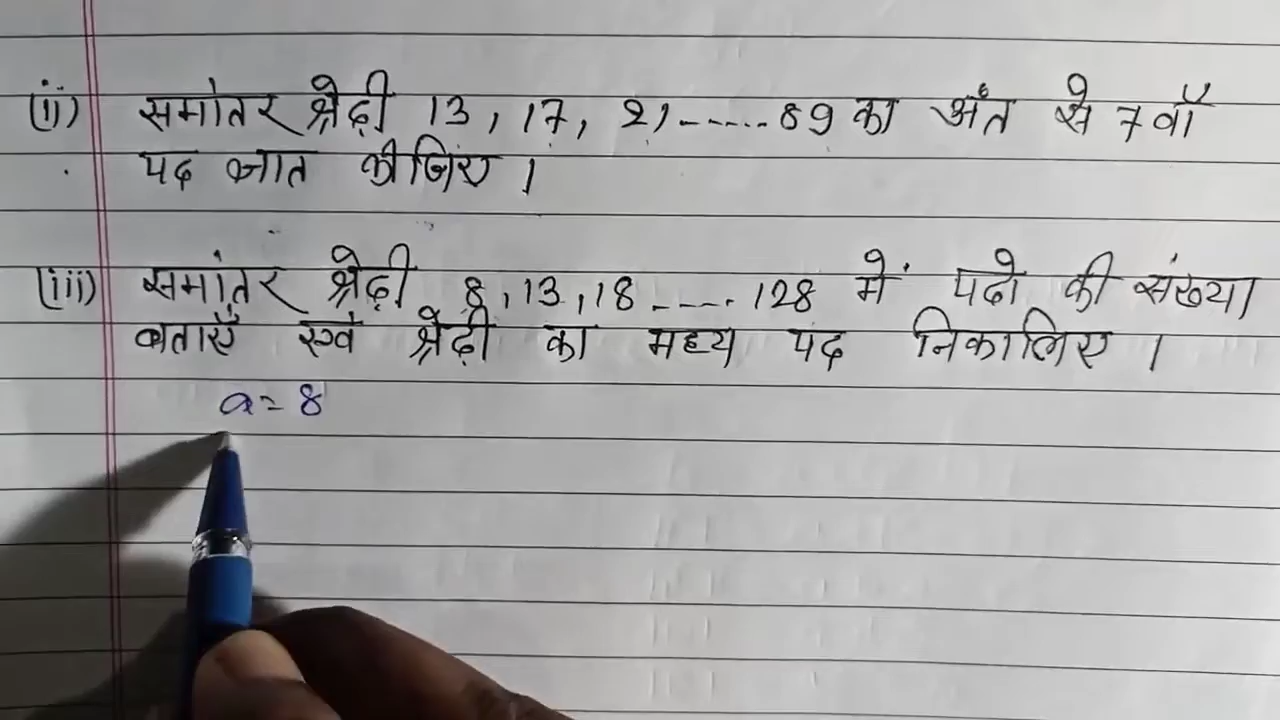 (ii) समांतर श्रेढ़ी 13, 17, 21,......89 का अंत से 7वाँ
पद ज्ञात कीजिए।
(iii) समांतर श्रेढ़ी 8, 13, 18......128 में पदो की संख्या
बताएँ एवं श्रेढ़ी का मध्य पद निकालिए।
a = 8